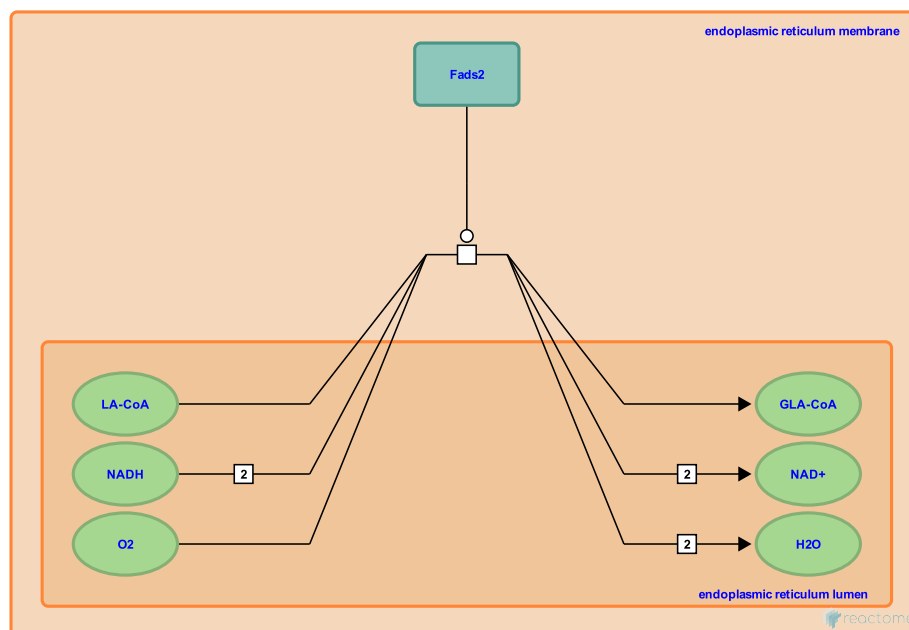 endoplasmic reticulum membrane
Fads2
LA-CoA
GLA-CoA
NADH
2
2
NAD+
O2
2
H2O
endoplasmic reticulum lumen
reactome